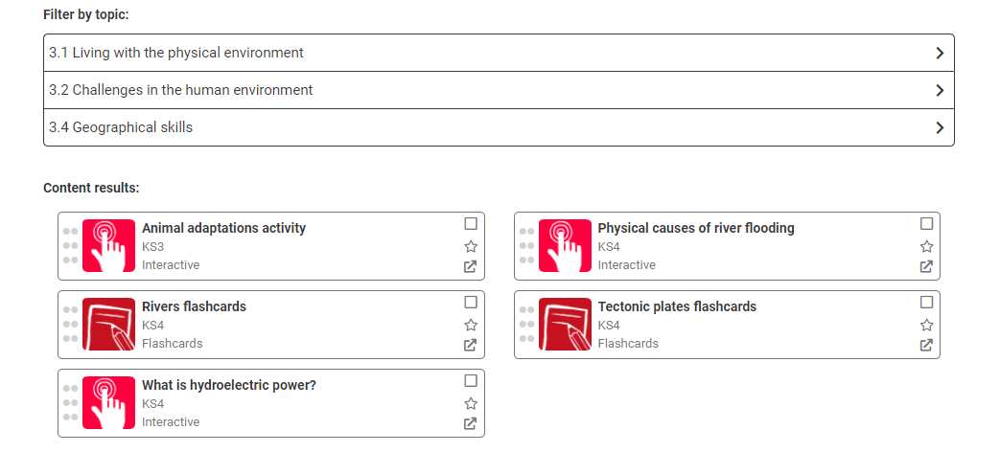 Filter by topic:
3.1 Living with the physical environment
3.2 Challenges in the human environment
3.4 Geographical skills
Content results:
Animal adaptations activity
KS3
Interactive
Physical causes of river flooding
KS4
Interactive
Rivers flashcards
KS4
Flashcards
Tectonic plates flashcards
KS4
Flashcards
What is hydroelectric power?
KS4
Interactive